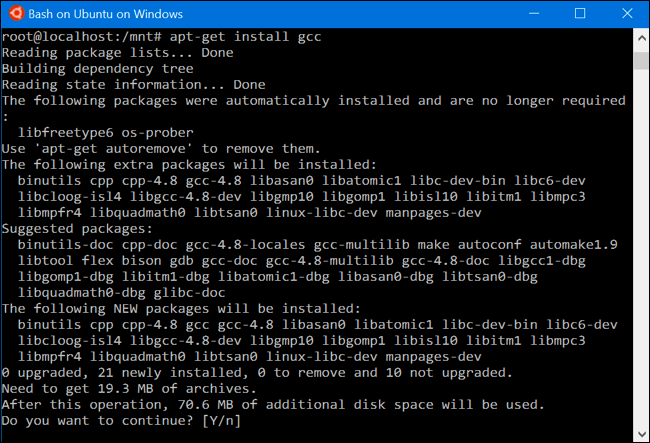 Bash on Ubuntu on Windows
root@localhost:/mnt# apt-get install gcc
Reading package lists... Done
Building dependency tree
Reading state information... Done
The following packages were automatically installed and are no longer required
:
  libfreetype6 os-prober
Use 'apt-get autoremove' to remove them.
The following extra packages will be installed:
  binutils cpp cpp-4.8 gcc-4.8 libasan0 libatomic1 libc-dev-bin libc6-dev
  libcloog-isl4 libgcc-4.8-dev libgmp10 libgomp1 libisl10 libitm1 libmpc3
  libmpfr4 libquadmath0 libtsan0 linux-libc-dev manpages-dev
Suggested packages:
  binutils-doc cpp-doc gcc-4.8-locales gcc-multilib make autoconf automake1.9
  libtool flex bison gdb gcc-doc gcc-4.8-multilib gcc-4.8-doc libgcc1-dbg
  libgomp1-dbg libitm1-dbg libatomic1-dbg libasan0-dbg libtsan0-dbg
  libquadmath0-dbg glibc-doc
The following NEW packages will be installed:
  binutils cpp cpp-4.8 gcc gcc-4.8 libasan0 libatomic1 libc-dev-bin libc6-dev
  libcloog-isl4 libgcc-4.8-dev libgmp10 libgomp1 libisl10 libitm1 libmpc3
  libmpfr4 libquadmath0 libtsan0 linux-libc-dev manpages-dev
0 upgraded, 21 newly installed, 0 to remove and 10 not upgraded.
Need to get 19.3 MB of archives.
After this operation, 70.6 MB of additional disk space will be used.
Do you want to continue? [Y/n]